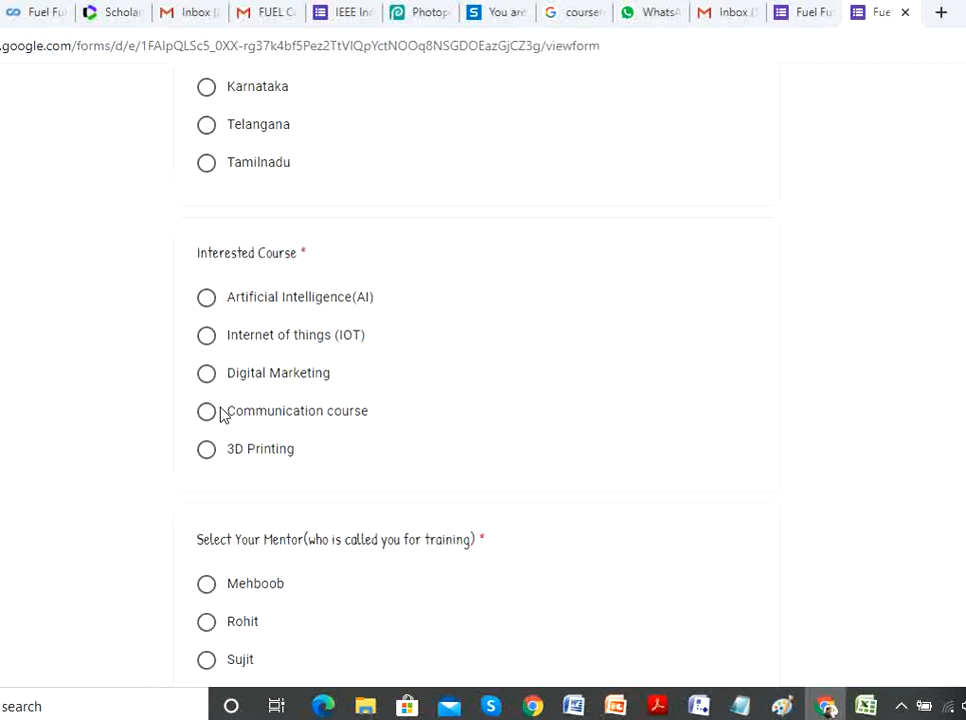 Fuel Fu
Scholar
Inbox (
FUEL C
IEEE In
Photop
You are
course
WhatsA
Inbox (
Fuel Fu
Fue
.google.com/forms/d/e/1FAIpQLSc5_0XX-rg37k4bf5Pez2TtVIQpYctNOOq8NSGDOEazGjCZ3g/viewform
Karnataka
Telangana
Tamilnadu
Interested Course *
Artificial Intelligence(AI)
Internet of things (IOT)
Digital Marketing
Communication course
3D Printing
Select Your Mentor(who is called you for training) *
Mehboob
Rohit
Sujit
search